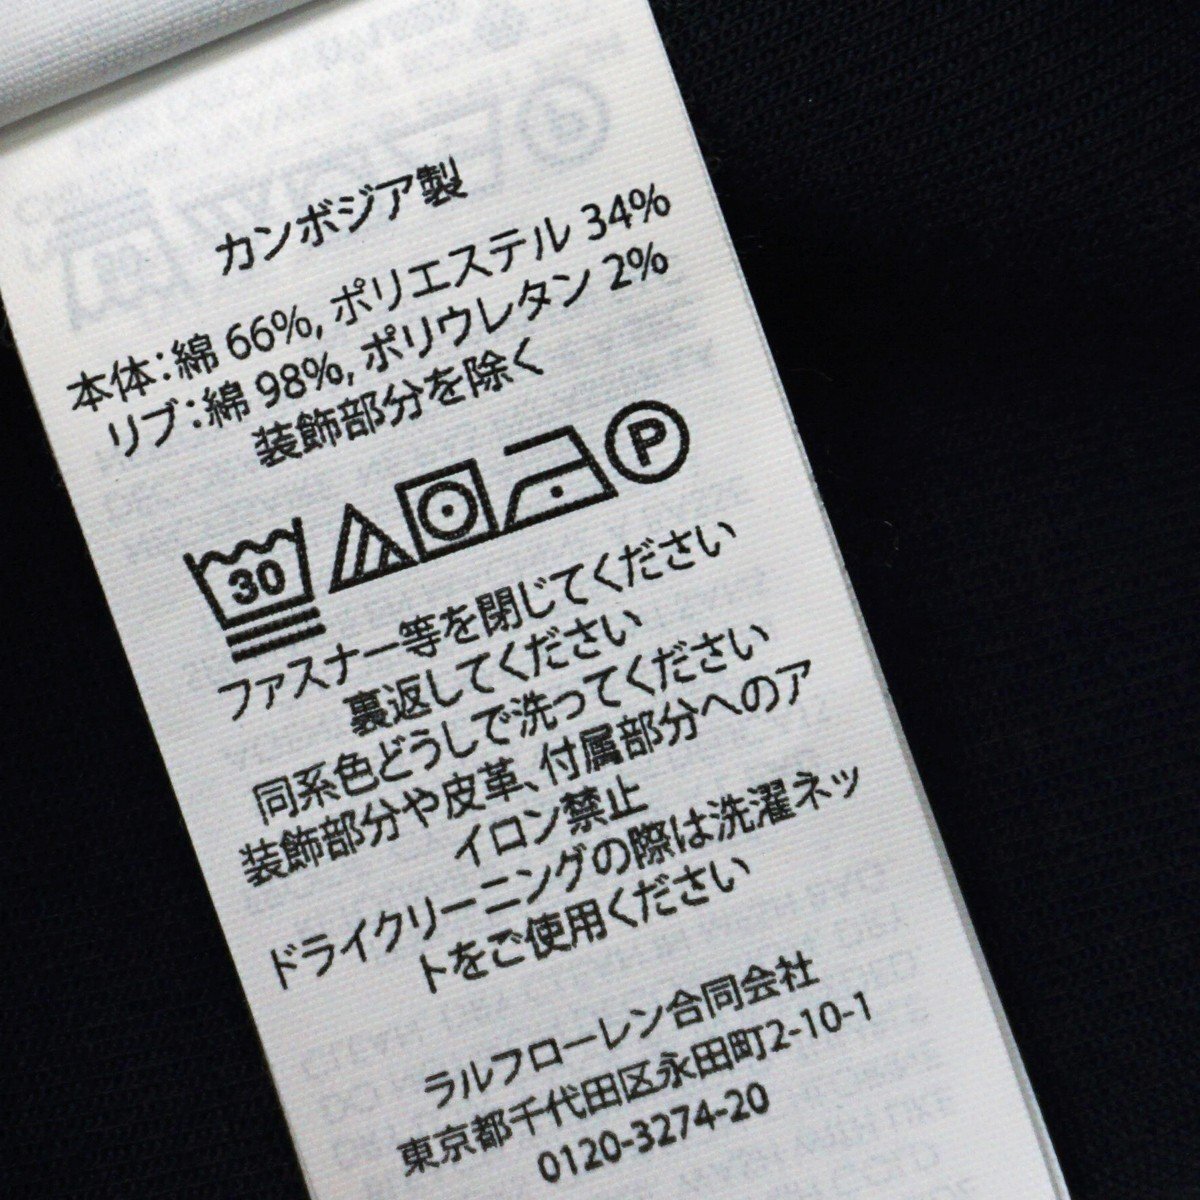 カンボジア製
本体：綿 66%, ポリエステル 34%
リブ：綿 98%, ポリウレタン 2%
装飾部分を除く
30 P
ファスナー等を閉じてください
裏返してください
同系色どうしで洗ってください
装飾部分や皮革、付属部分へのア
イロン禁止
ドライクリーニングの際は洗濯ネッ
トをご使用ください
ラルフローレン合同会社
東京都千代田区永田町2-10-1
0120-3274-20